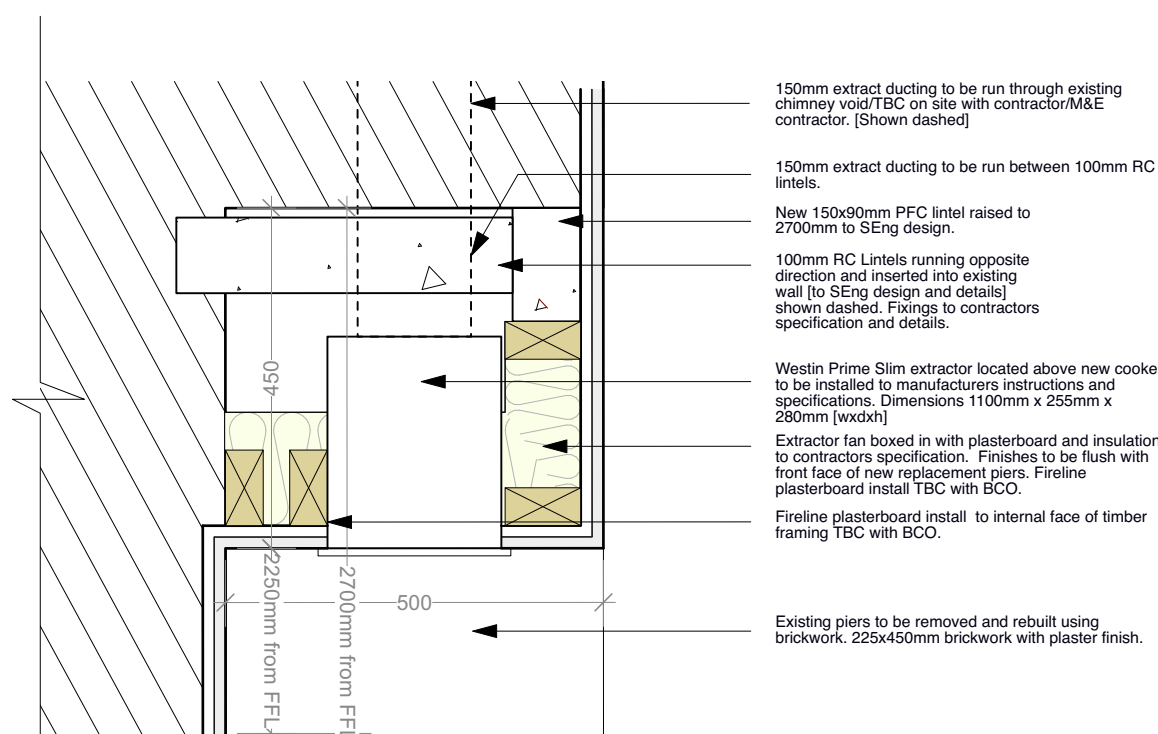 150mm extract ducting to be run through existing
chimney void/TBC on site with contractor/M&E
contractor. [Shown dashed]
150mm extract ducting to be run between 100mm RC
lintels.
New 150x90mm PFC lintel raised to
2700mm to SEng design.
100mm RC Lintels running opposite
direction and inserted into existing
wall [to SEng design and details]
shown dashed. Fixings to contractors
specification and details.
Westin Prime Slim extractor located above new cooke
to be installed to manufacturers instructions and
specifications. Dimensions 1100mm x 255mm x
280mm [wxdxh]
Extractor fan boxed in with plasterboard and insulation
to contractors specification. Finishes to be flush with
front face of new replacement piers. Fireline
plasterboard install TBC with BCO.
Fireline plasterboard install to internal face of timber
framing TBC with BCO.
Existing piers to be removed and rebuilt using
brickwork. 225x450mm brickwork with plaster finish.
450
2250mm from FFL
2700mm from FFL
500